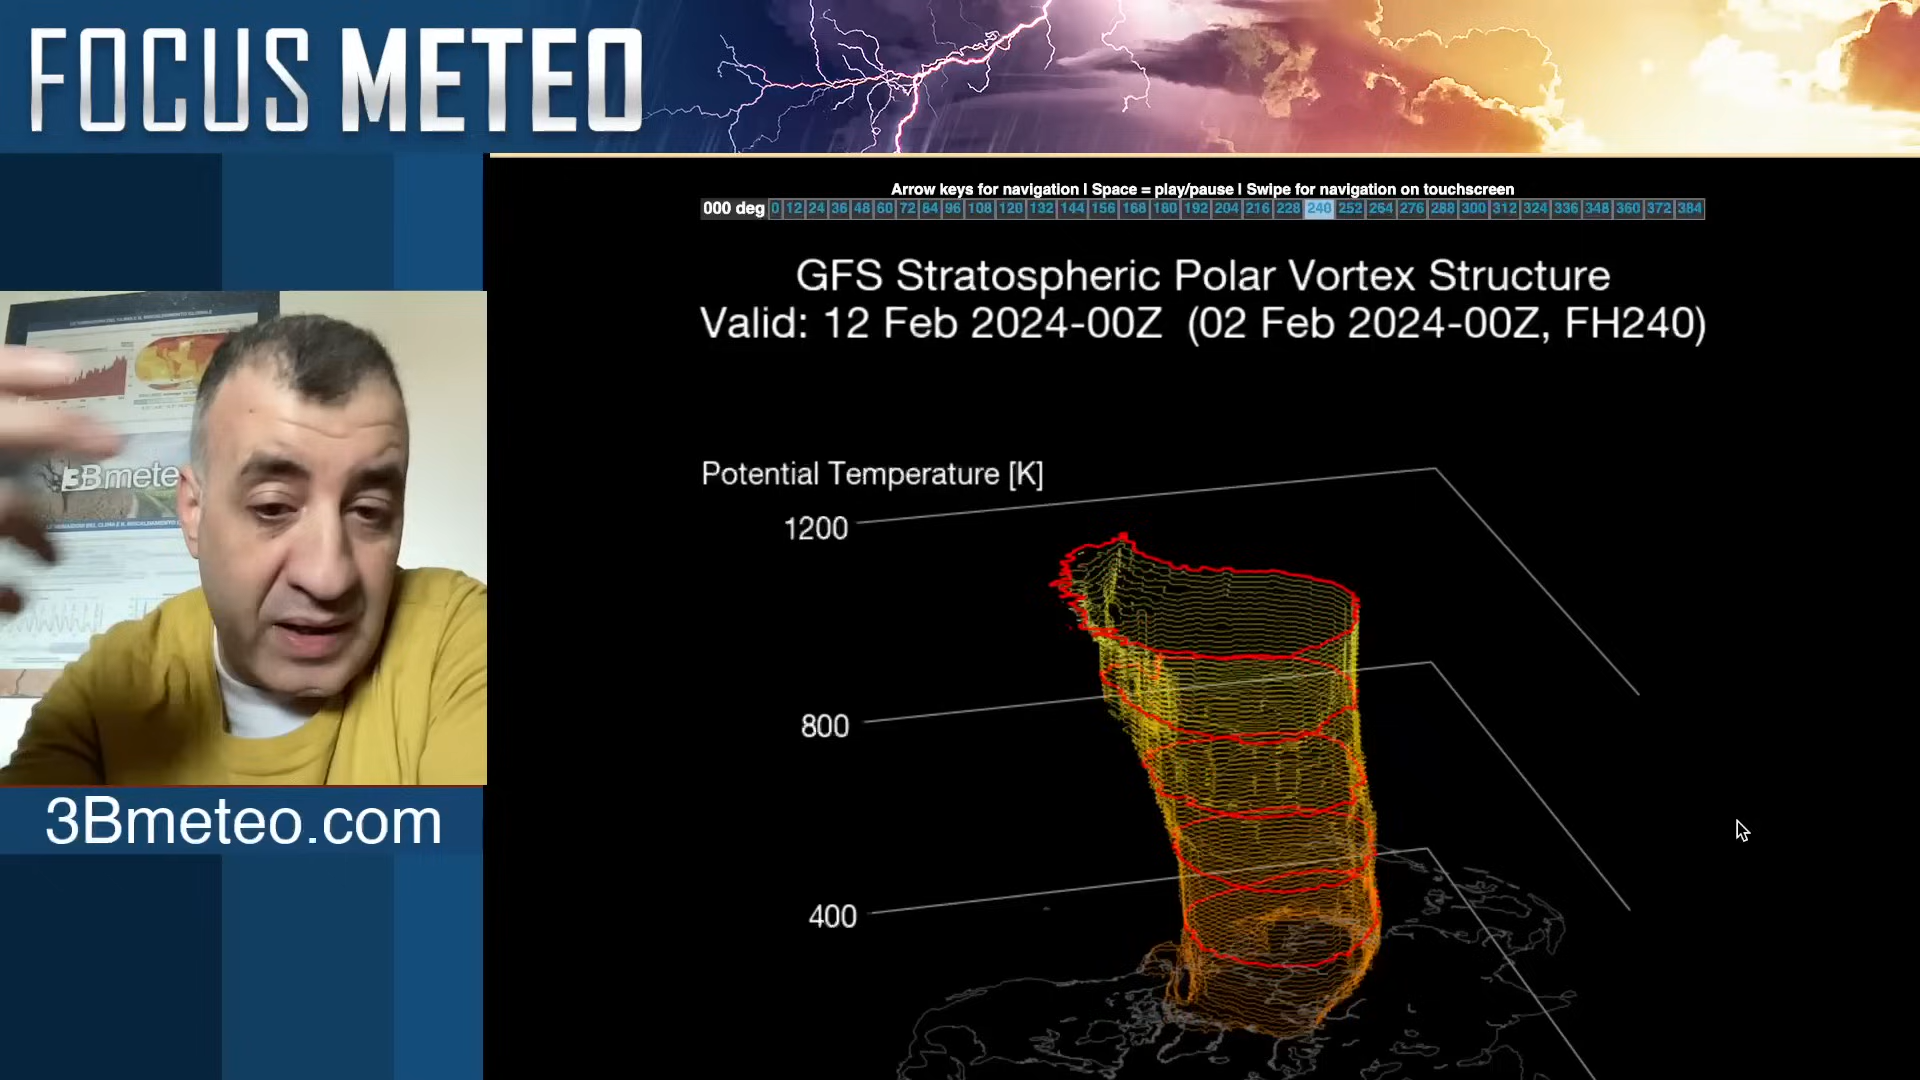 FOCUS METEO
Arrow keys for navigation | Space = play/pause | Swipe for navigation on touchscreen
000 deg 0 12 24 36 48 60 72 84 96 108 120 132 144 156 168 180 192 204 216 228 240 252 264 276 288 300 312 324 336 348 360 372 384
GFS Stratospheric Polar Vortex Structure
Valid: 12 Feb 2024-00Z (02 Feb 2024-00Z, FH240)
Potential Temperature [K]
1200
800
400
3Bmete
3Bmeteo.com